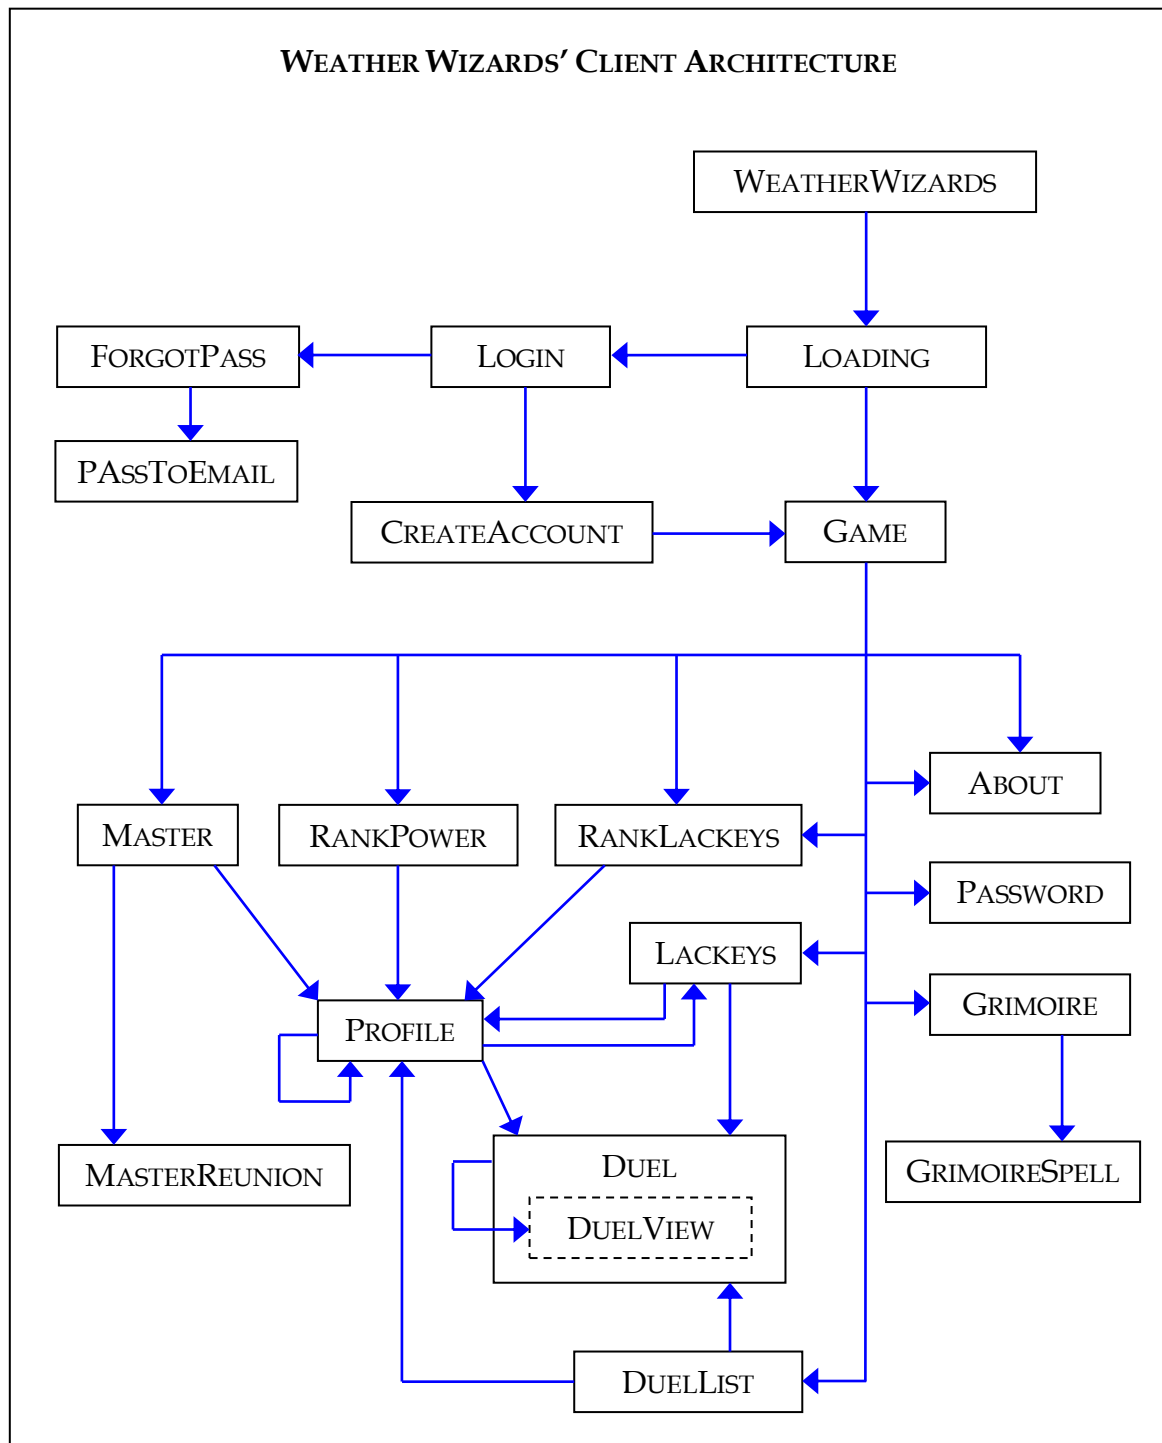 WEATHER WIZARDS' CLIENT ARCHITECTURE
WEATHERWIZARDS
FORGOTPASS
LOGIN
LOADING
PASSTOEMAIL
CREATEACCOUNT
GAME
ABOUT
MASTER
RANKPOWER
RANKLACKEYS
PASSWORD
LACKEYS
GRIMOIRE
PROFILE
DUEL
MASTERREUNION
GRIMOIRESPELL
DUELVIEW
DUELLIST